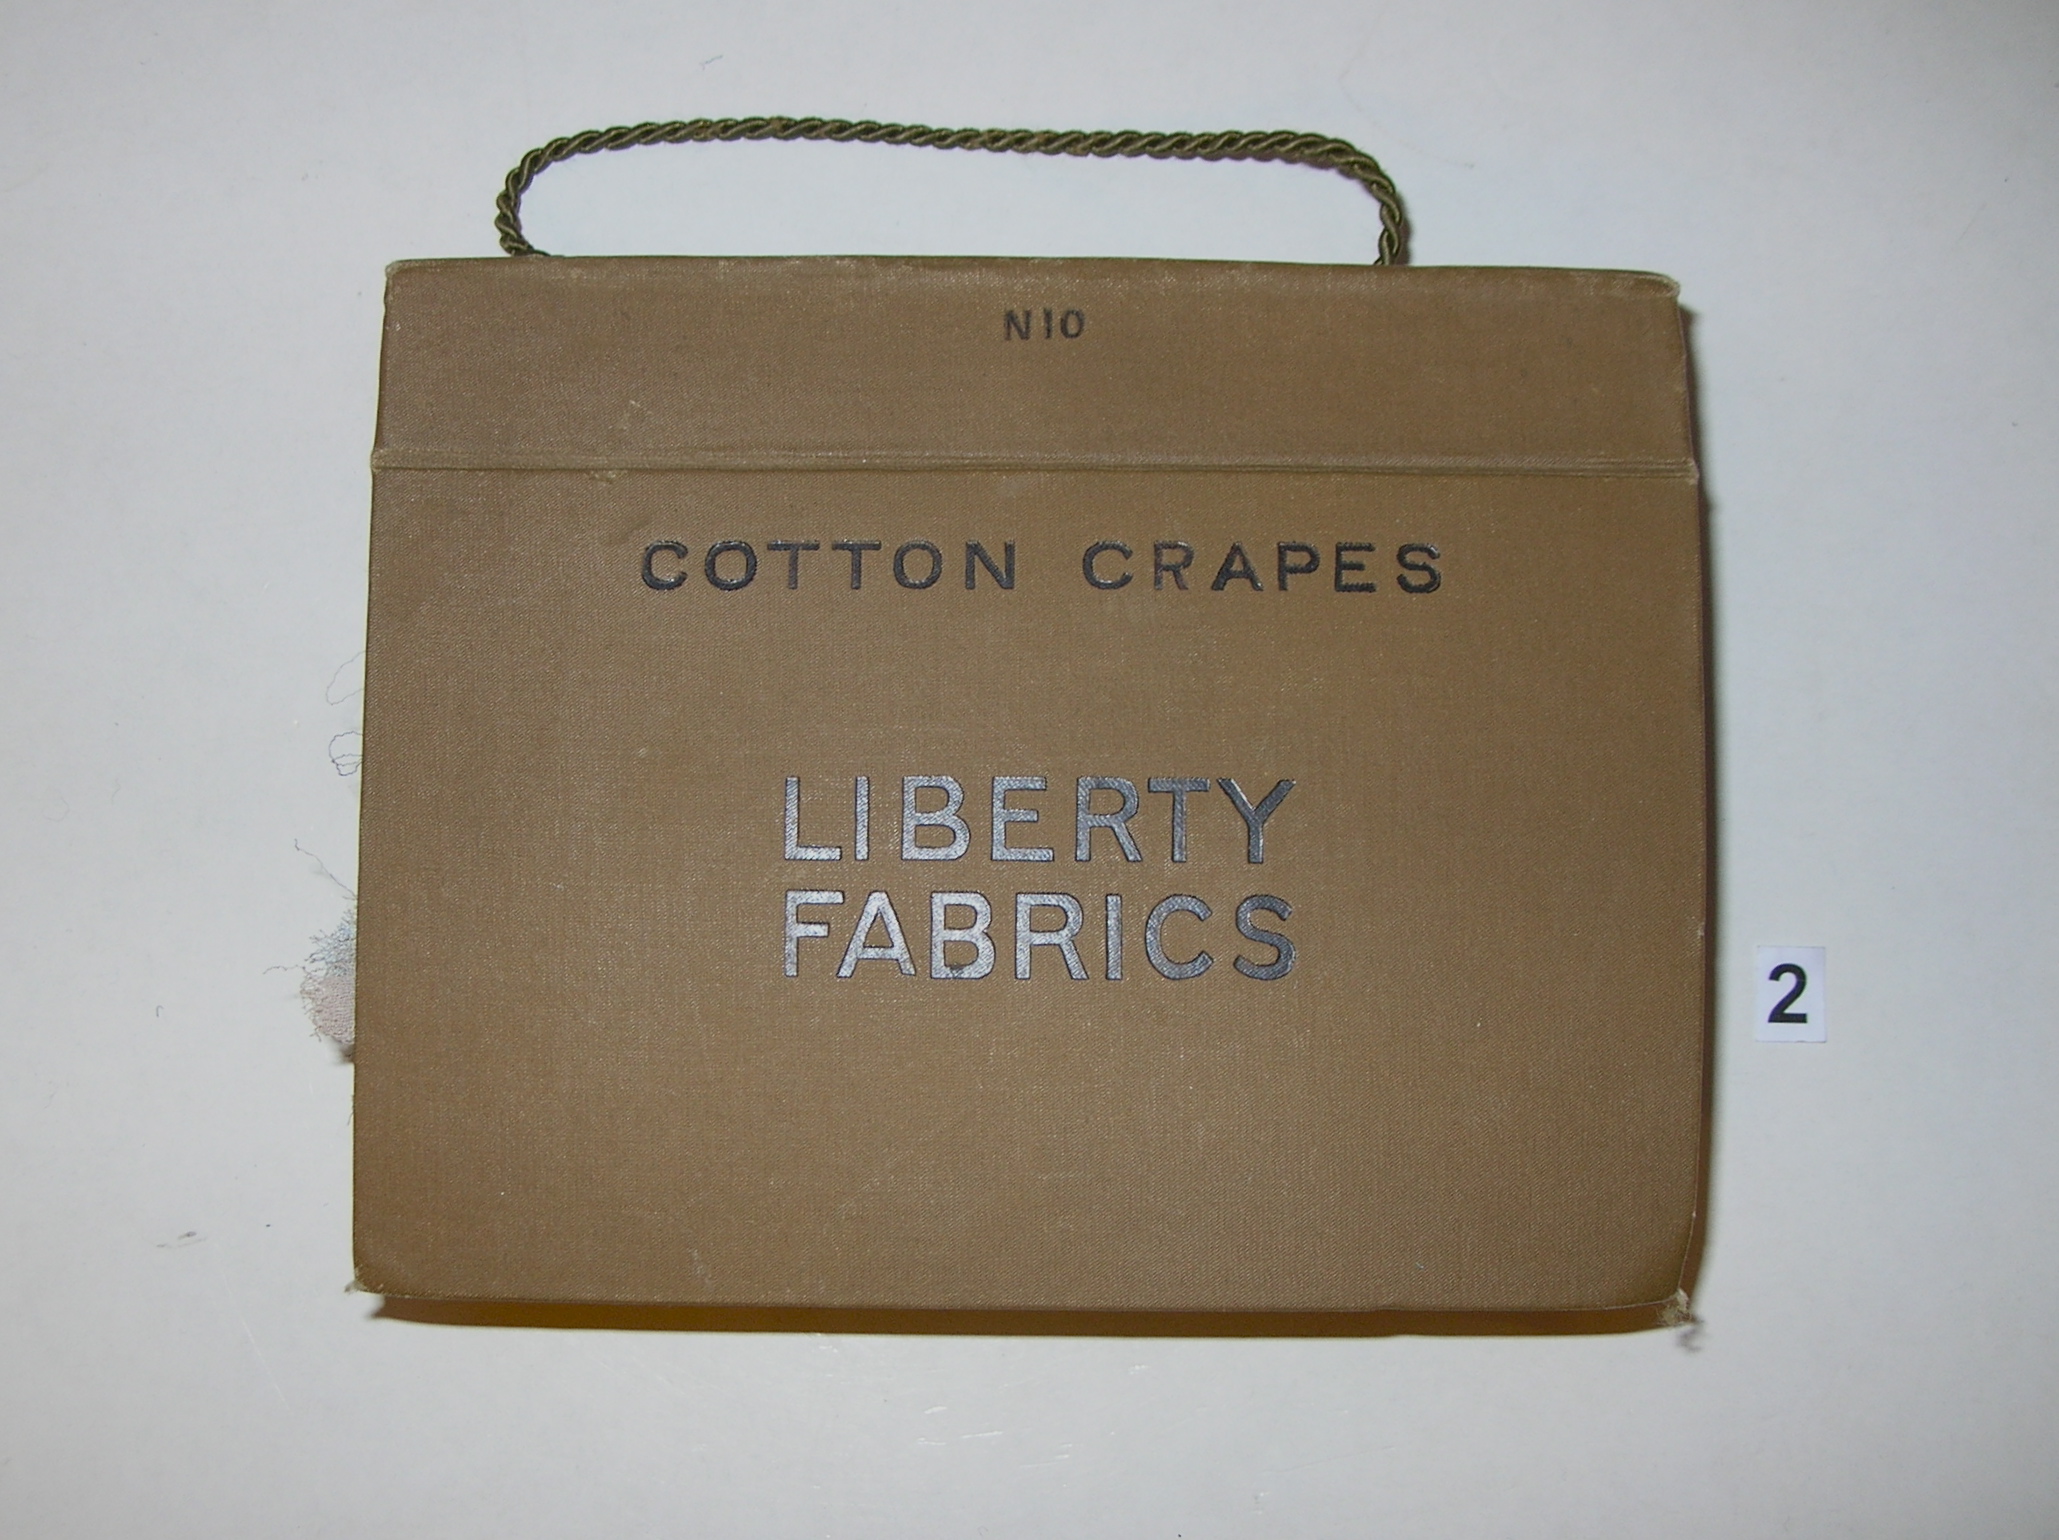 N10
COTTON CRAPES
LIBERTY
FABRICS
2